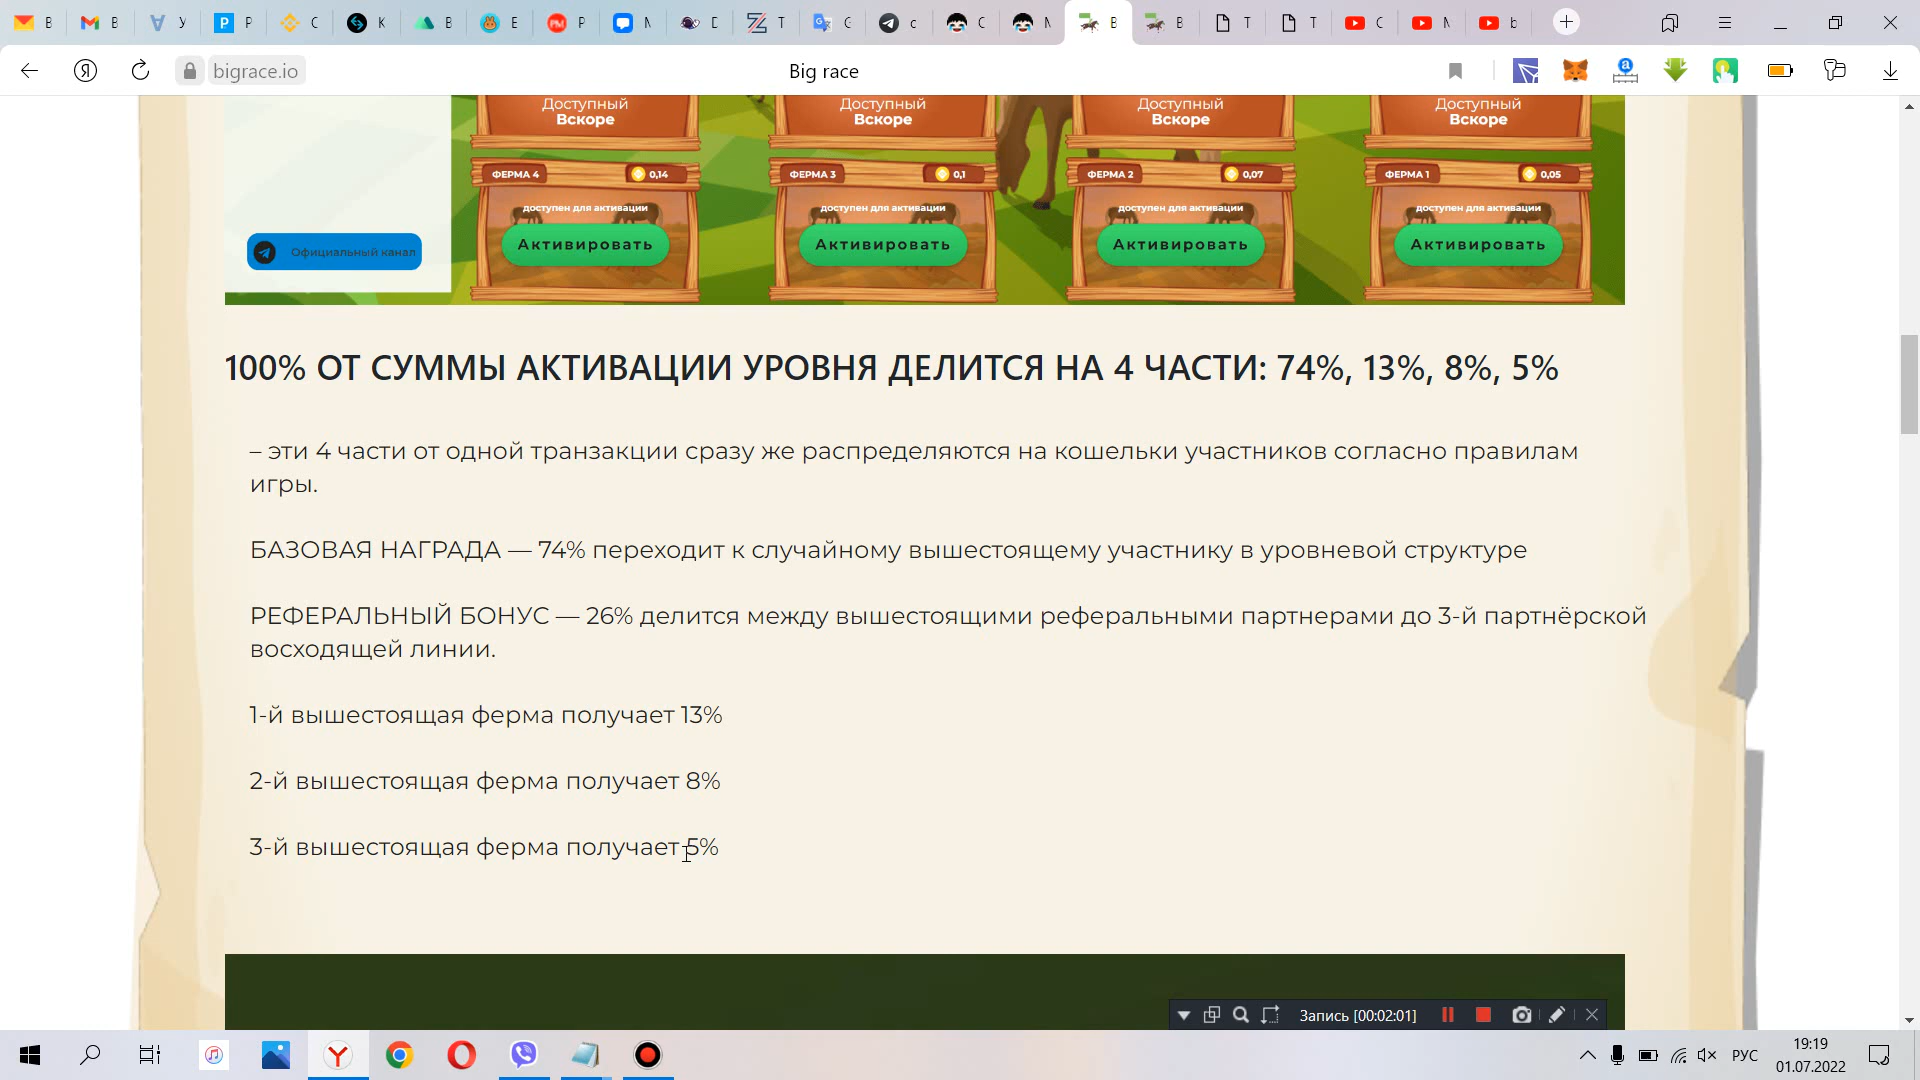 В
В
У
P
С
К
В
Е
Р
М
D
T
G
с
С
М
В
В
Т
Т
С
М
b
bigrace.io
Big race
Доступный
Вскоре
Доступный
Вскоре
Доступный
Вскоре
Доступный
Вскоре
ФЕРМА 4 0,14
ФЕРМА 3 0,1
ФЕРМА 2 0,07
ФЕРМА 1 0,05
доступен для активации
доступен для активации
доступен для активации
доступен для активации
Активировать
Активировать
Активировать
Активировать
Официальный канал
100% ОТ СУММЫ АКТИВАЦИИ УРОВНЯ ДЕЛИТСЯ НА 4 ЧАСТИ: 74%, 13%, 8%, 5%
– эти 4 части от одной транзакции сразу же распределяются на кошельки участников согласно правилам
игры.
БАЗОВАЯ НАГРАДА — 74% переходит к случайному вышестоящему участнику в уровневой структуре
РЕФЕРАЛЬНЫЙ БОНУС — 26% делится между вышестоящими реферальными партнерами до 3-й партнёрской
восходящей линии.
1-й вышестоящая ферма получает 13%
2-й вышестоящая ферма получает 8%
3-й вышестоящая ферма получает 5%
Запись [00:02:01]
РУС
19:19
01.07.2022